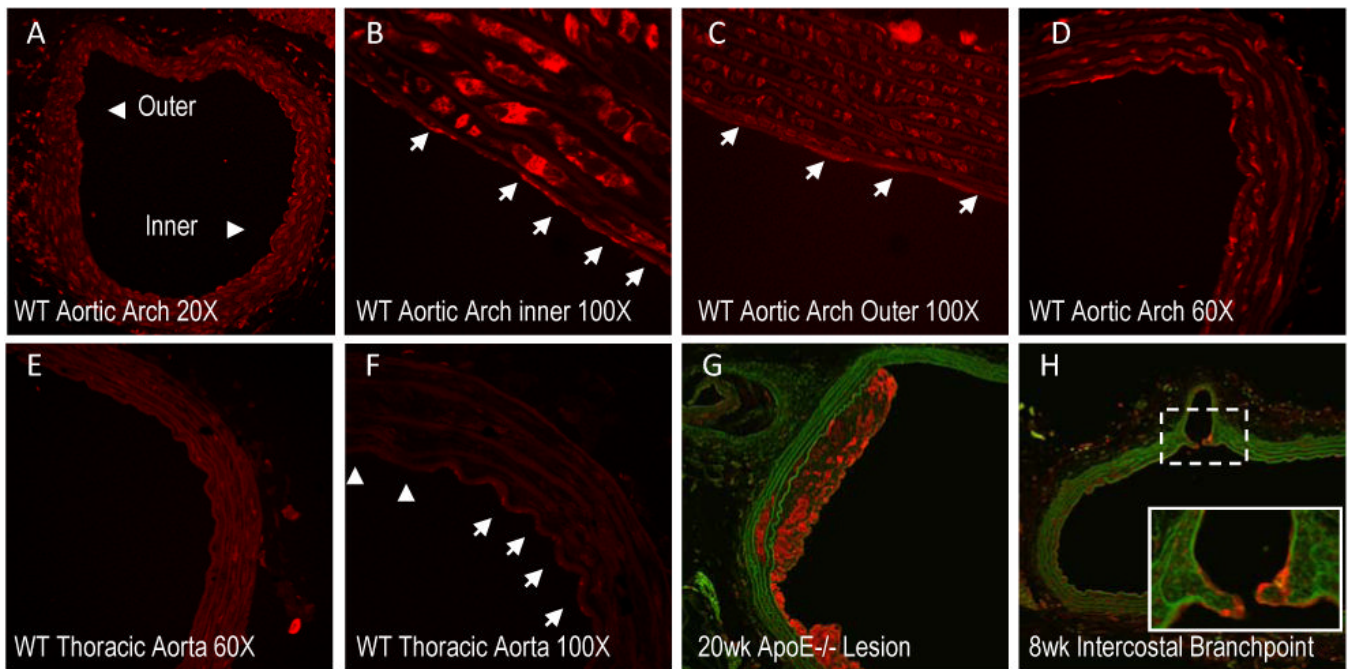 A
Outer
Inner
WT Aortic Arch 20X
B
WT Aortic Arch inner 100X
C
WT Aortic Arch Outer 100X
D
WT Aortic Arch 60X
E
WT Thoracic Aorta 60X
F
WT Thoracic Aorta 100X
G
20wk ApoE-/- Lesion
H
8wk Intercostal Branchpoint